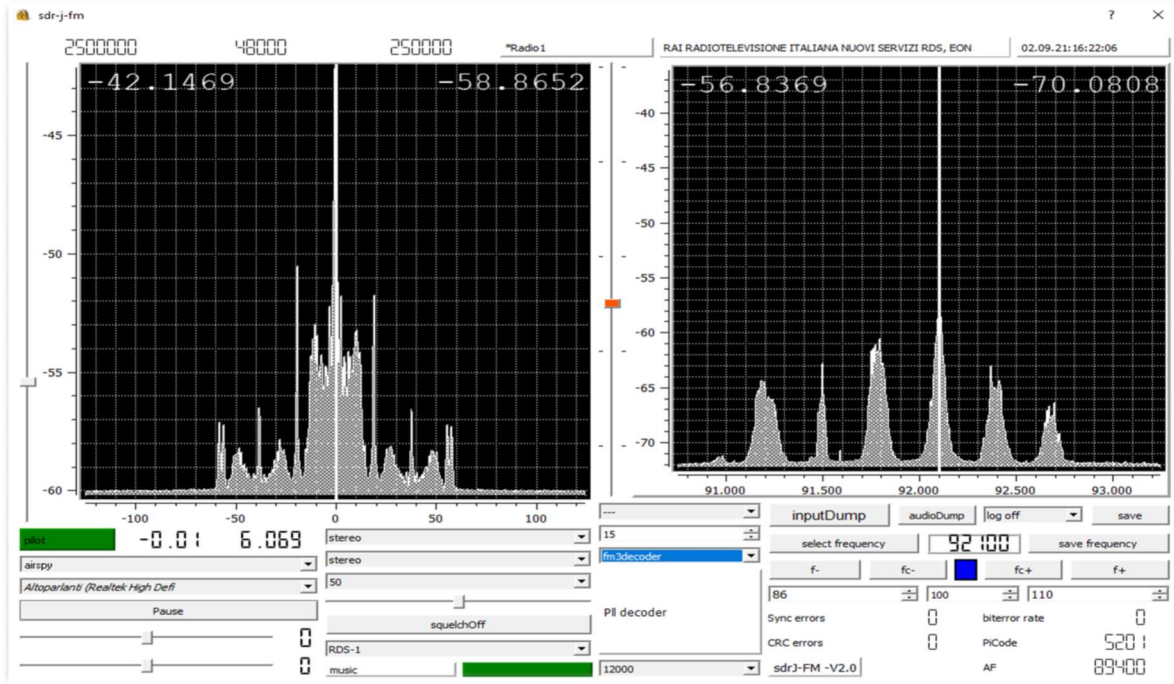 sdr-j-fm ? ×
2500000 48000 250000 *Radio1 RAI RADIOTELEVISIONE ITALIANA NUOVI SERVIZI RDS, EON 02.09.21:16:22:06
-42.1469 -58.8652 -56.8369 -70.0808
-45
-50
-55
-60
-100 -50 0 50 100
-40
-45
-50
-55
-60
-65
-70
91.000 91.500 92.000 92.500 93.000
pilot -0.01 6.069 stereo --- inputDump audioDump log off save
airspy stereo 15 select frequency 92100 save frequency
Altoparlanti (Realtek High Defi 50 fm3decoder f- fc- fc+ f+
Pause 86 100 110
0 squelchOff Pll decoder Sync errors 0 biterror rate 0
RDS-1 CRC errors 0 PiCode 5201
0 music 12000 sdrJ-FM -V2.0 AF 89400